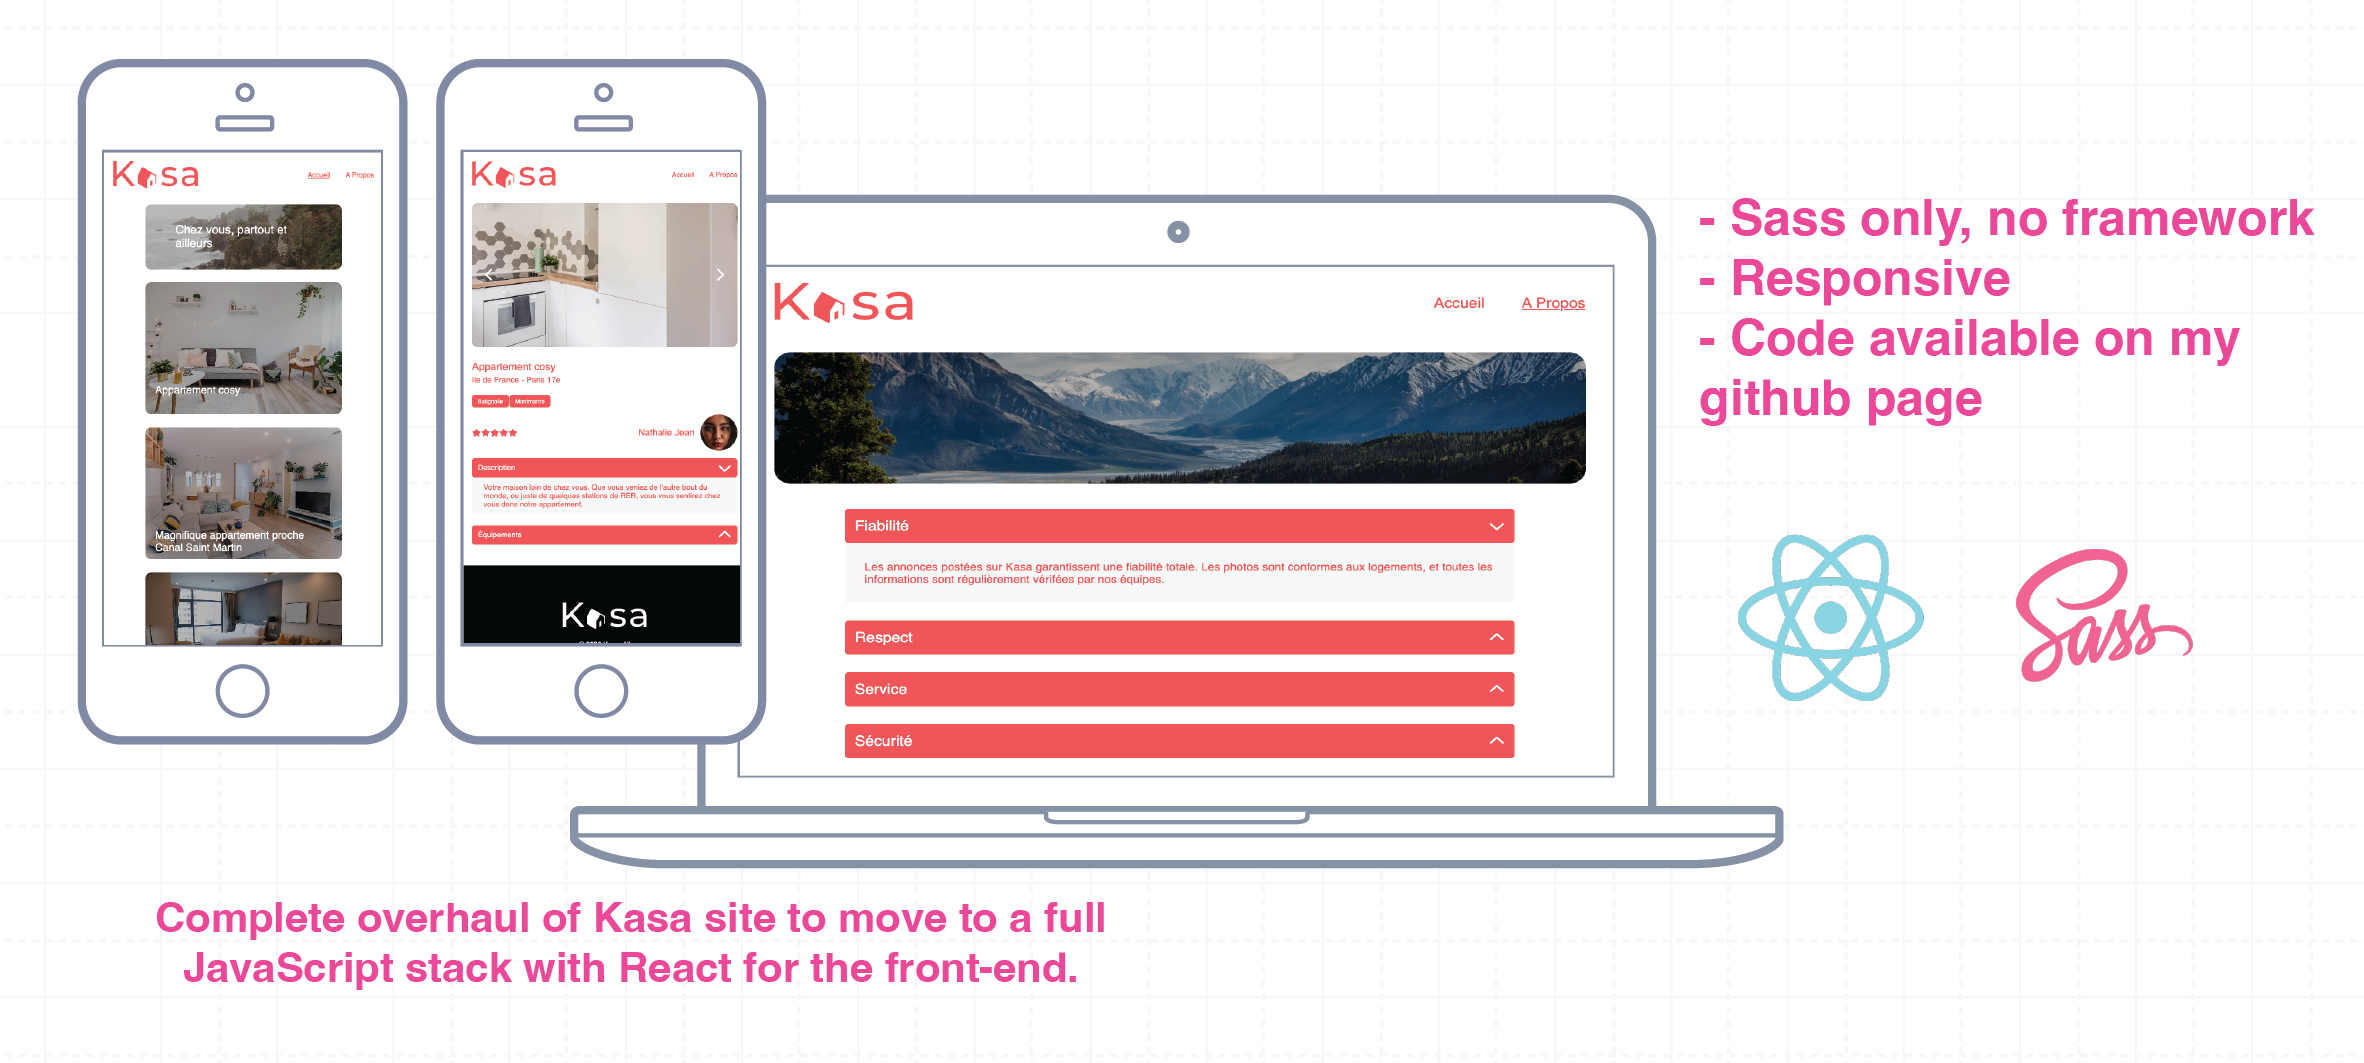 Kasa
Accueil
A Propos
Chez vous, partout et
ailleurs
Appartement cosy
Magnifique appartement proche
Canal Saint Martin
Kasa
Accueil
A Propos
Appartement cosy
Ile de France - Paris 17e
Batignolle
Montmartre
Nathalie Jean
Description
Votre maison loin de chez vous. Que vous veniez de l'autre bout du
monde, ou juste de quelques stations de RER, vous vous sentirez chez
vous dans notre appartement.
Équipements
Kasa
Kasa
Accueil
A Propos
Fiabilité
Les annonces postées sur Kasa garantissent une fiabilité totale. Les photos sont conformes aux logements, et toutes les
informations sont régulièrement vérifiées par nos équipes.
Respect
Service
Sécurité
- Sass only, no framework
- Responsive
- Code available on my
github page
Sass
Complete overhaul of Kasa site to move to a full
JavaScript stack with React for the front-end.